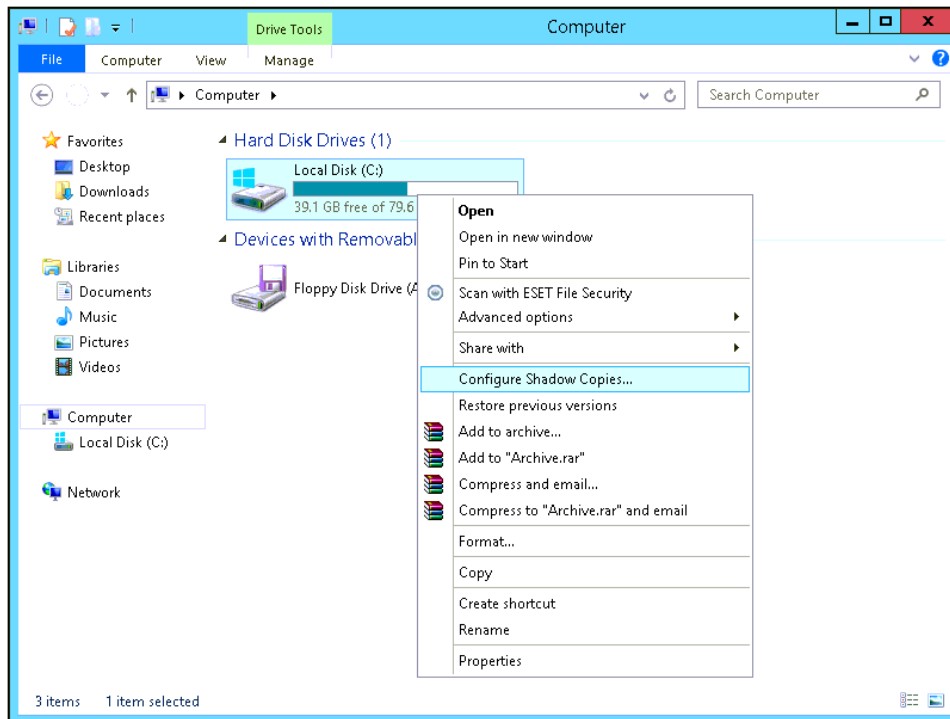 Drive Tools
Computer
File
Computer
View
Manage
Computer
Search Computer
Favorites
Desktop
Downloads
Recent places
Libraries
Documents
Music
Pictures
Videos
Computer
Local Disk (C:)
Network
Hard Disk Drives (1)
Local Disk (C:)
39.1 GB free of 79.6
Devices with Removabl
Floppy Disk Drive (A
Open
Open in new window
Pin to Start
Scan with ESET File Security
Advanced options
Share with
Configure Shadow Copies...
Restore previous versions
Add to archive...
Add to "Archive.rar"
Compress and email...
Compress to "Archive.rar" and email
Format...
Copy
Create shortcut
Rename
Properties
3 items 1 item selected